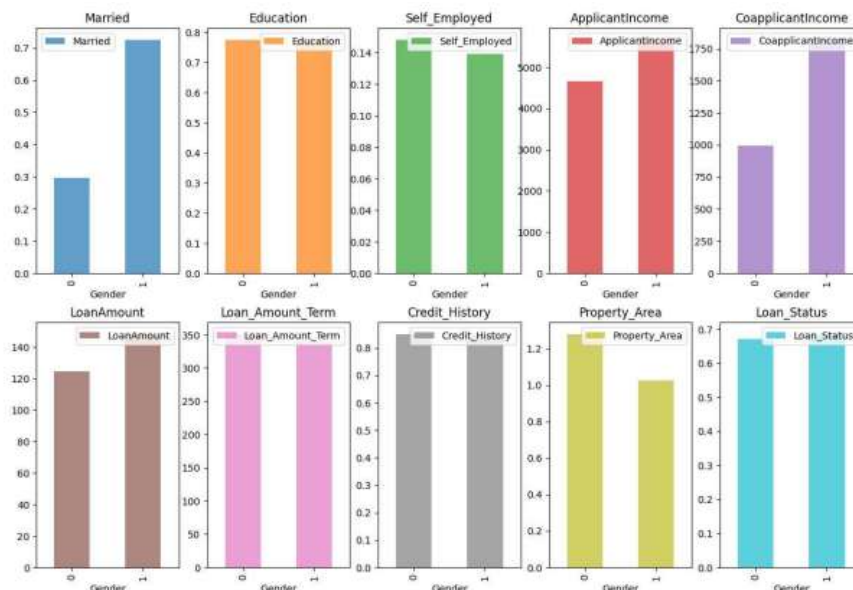 Married Education Self_Employed ApplicantIncome CoapplicantIncome
Married Education Self_Employed ApplicantIncome CoapplicantIncome
0.7 0.6 0.5 0.4 0.3 0.2 0.1 0.0
0.8 0.7 0.6 0.5 0.4 0.3 0.2 0.1 0.0
0.14 0.12 0.10 0.08 0.06 0.04 0.02 0.00
5000 4000 3000 2000 1000 0
1750 1500 1250 1000 750 500 250 0
0 1 0 1 0 1 0 1 0 1
Gender Gender Gender Gender Gender
LoanAmount Loan_Amount_Term Credit_History Property_Area Loan_Status
LoanAmount Loan_Amount_Term Credit_History Property_Area Loan_Status
140 120 100 80 60 40 20 0
350 300 250 200 150 100 50 0
0.8 0.7 0.6 0.5 0.4 0.3 0.2 0.1 0.0
1.2 1.0 0.8 0.6 0.4 0.2 0.0
0.7 0.6 0.5 0.4 0.3 0.2 0.1 0.0
0 1 0 1 0 1 0 1 0 1
Gender Gender Gender Gender Gender